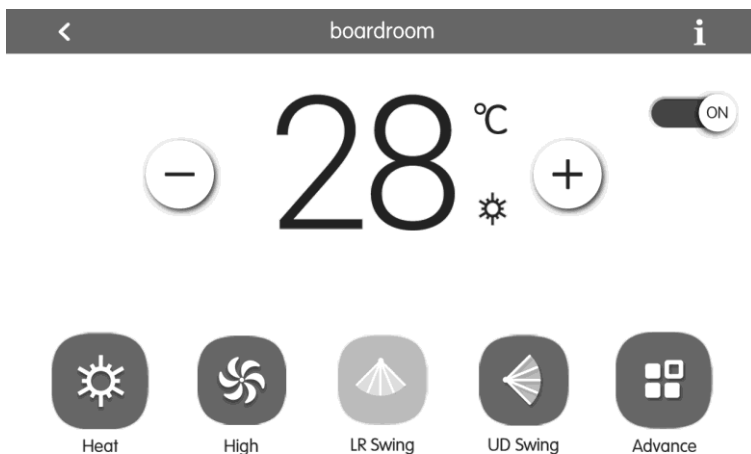 boardroom
i
28 °C
ON
Heat
High
LR Swing
UD Swing
Advance